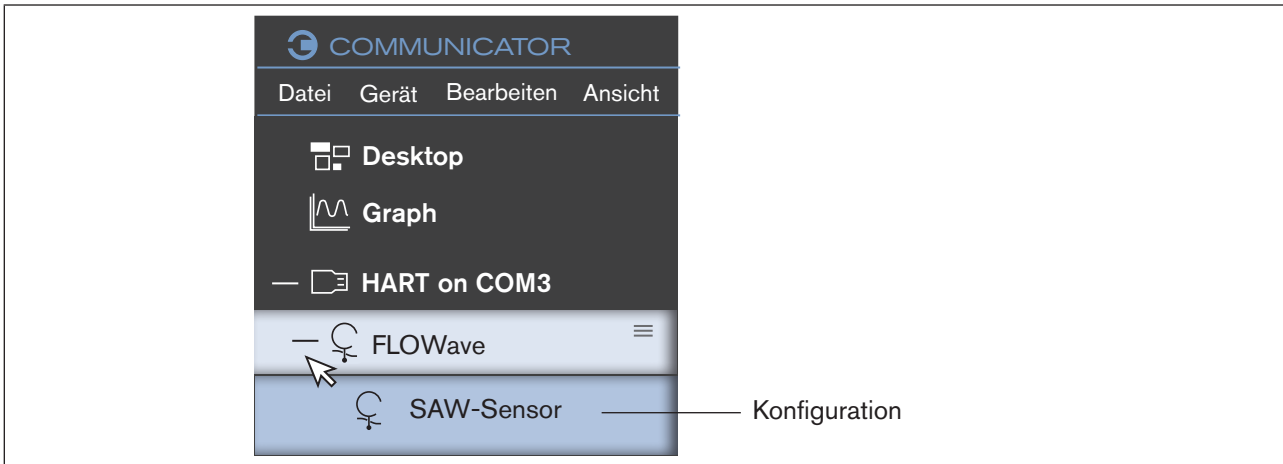 COMMUNICATOR
Datei Gerät Bearbeiten Ansicht
Desktop
Graph
HART on COM3
FLOWave
SAW-Sensor Konfiguration